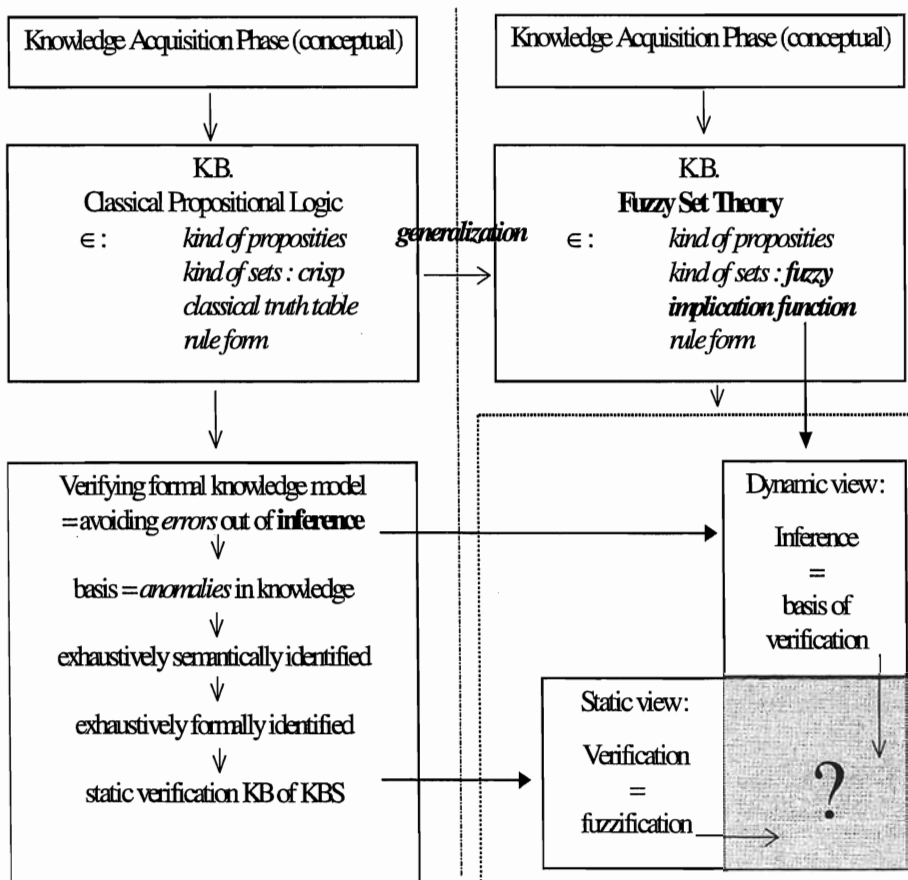 Knowledge Acquisition Phase (conceptual)
K.B.
Classical Propositional Logic
∈ : kind of proposities
kind of sets : crisp
classical truth table
rule form
generalization
Verifying formal knowledge model
= avoiding errors out of inference
basis = anomalies in knowledge
exhaustively semantically identified
exhaustively formally identified
static verification KB of KBS
Knowledge Acquisition Phase (conceptual)
K.B.
Fuzzy Set Theory
∈ : kind of proposities
kind of sets : fuzzy
implication function
rule form
Dynamic view :
Inference
=
basis of
verification
Static view :
Verification
=
fuzzification
?